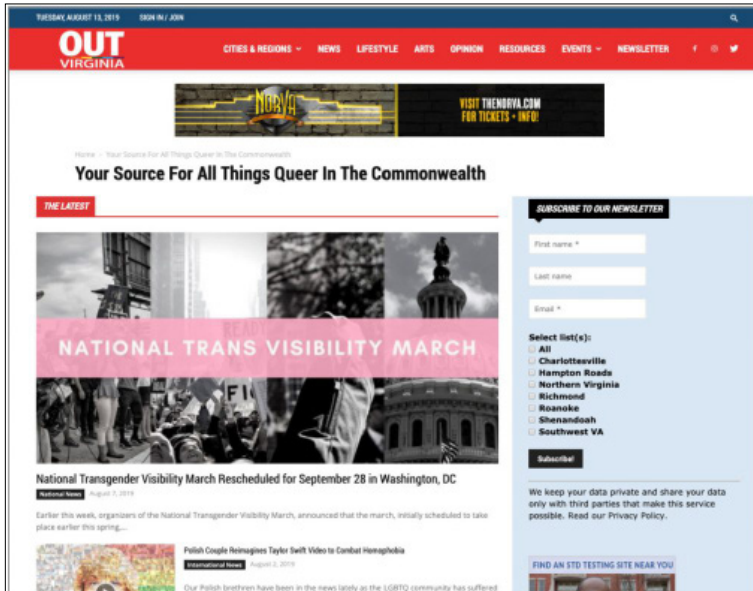 TUESDAY, AUGUST 13, 2019 SIGN IN / JOIN
OUT
VIRGINIA
CITIES & REGIONS NEWS LIFESTYLE ARTS OPINION RESOURCES EVENTS NEWSLETTER
NORVA
VISIT THENORVA.COM
FOR TICKETS + INFO!
Home > Your Source For All Things Queer In The Commonwealth
Your Source For All Things Queer In The Commonwealth
THE LATEST
READY
FIG
NATIONAL TRANS VISIBILITY MARCH
National Transgender Visibility March Rescheduled for September 28 in Washington, DC
National News August 7, 2019
Earlier this week, organizers of the National Transgender Visibility March, announced that the march, initially scheduled to take
place earlier this spring,...
Polish Couple Reimagines Taylor Swift Video to Combat Homophobia
International News August 2, 2019
Our Polish brethren have been in the news lately as the LGBTQ community has suffered
SUBSCRIBE TO OUR NEWSLETTER
First name *
Last name
Email *
Select list(s):
All
Charlottesville
Hampton Roads
Northern Virginia
Richmond
Roanoke
Shenandoah
Southwest VA
Subscribe!
We keep your data private and share your data
only with third parties that make this service
possible. Read our Privacy Policy.
FIND AN STD TESTING SITE NEAR YOU